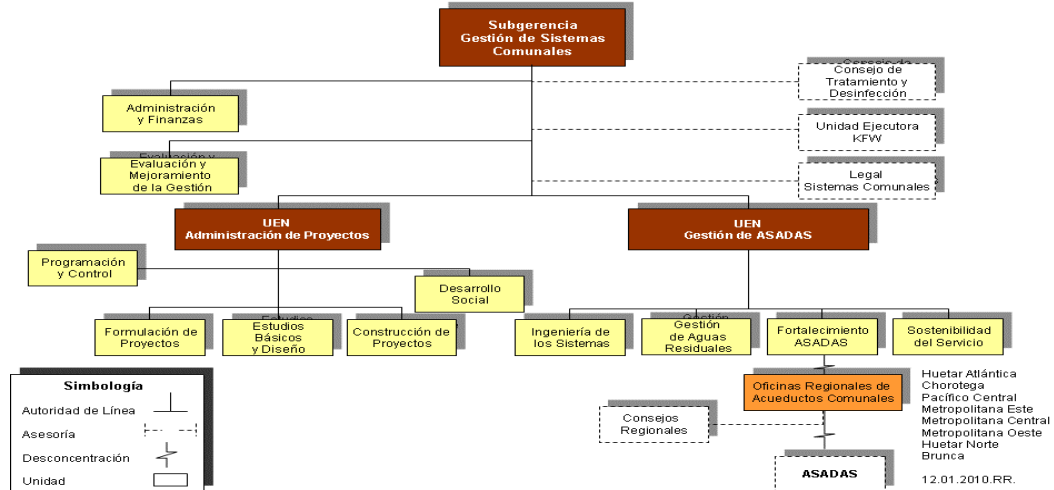 Subgerencia
Gestión de Sistemas
Comunales
Consejo de
Tratamiento y
Desinfección
Administración
y Finanzas
Unidad Ejecutora
KFW
Evaluación y
Evaluación y
Mejoramiento
de la Gestión
Legal
Sistemas Comunales
UEN
Administración de Proyectos
UEN
Gestión de ASADAS
Programación
y Control
Desarrollo
Social
Formulación de
Proyectos
Estudios
Básicos
y Diseño
Construcción de
Proyectos
Ingeniería de
los Sistemas
Gestión
Gestión
de Aguas
Residuales
Fortalecimiento
ASADAS
Sostenibilidad
del Servicio
Oficinas Regionales de
Acueductos Comunales
Huetar Atlántica
Chorotega
Pacífico Central
Metropolitana Este
Metropolitana Central
Metropolitana Oeste
Huetar Norte
Brunca
Consejos
Regionales
ASADAS
12.01.2010.RR.
Simbología
Autoridad de Línea
Asesoría
Desconcentración
Unidad